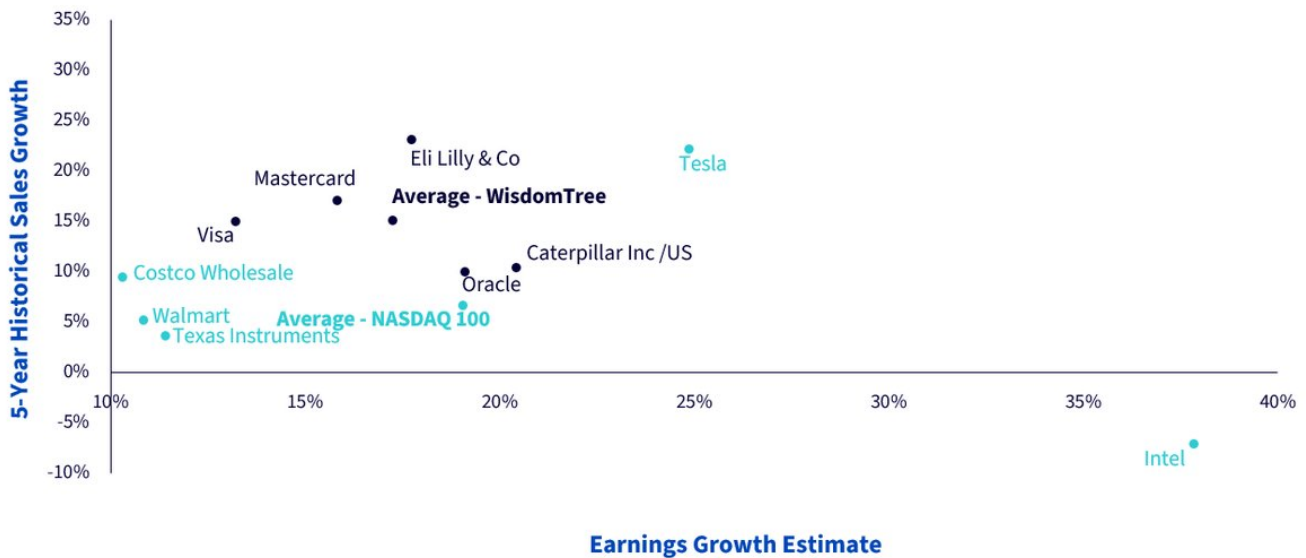 35%
30%
25%
20%
15%
10%
5%
0%
-5%
-10%
5-Year Historical Sales Growth
Eli Lilly & Co
Tesla
Mastercard
Average - WisdomTree
Visa
Caterpillar Inc /US
Costco Wholesale
Oracle
Walmart
Average - NASDAQ 100
Texas Instruments
10%
15%
20%
25%
30%
35%
40%
Intel
Earnings Growth Estimate